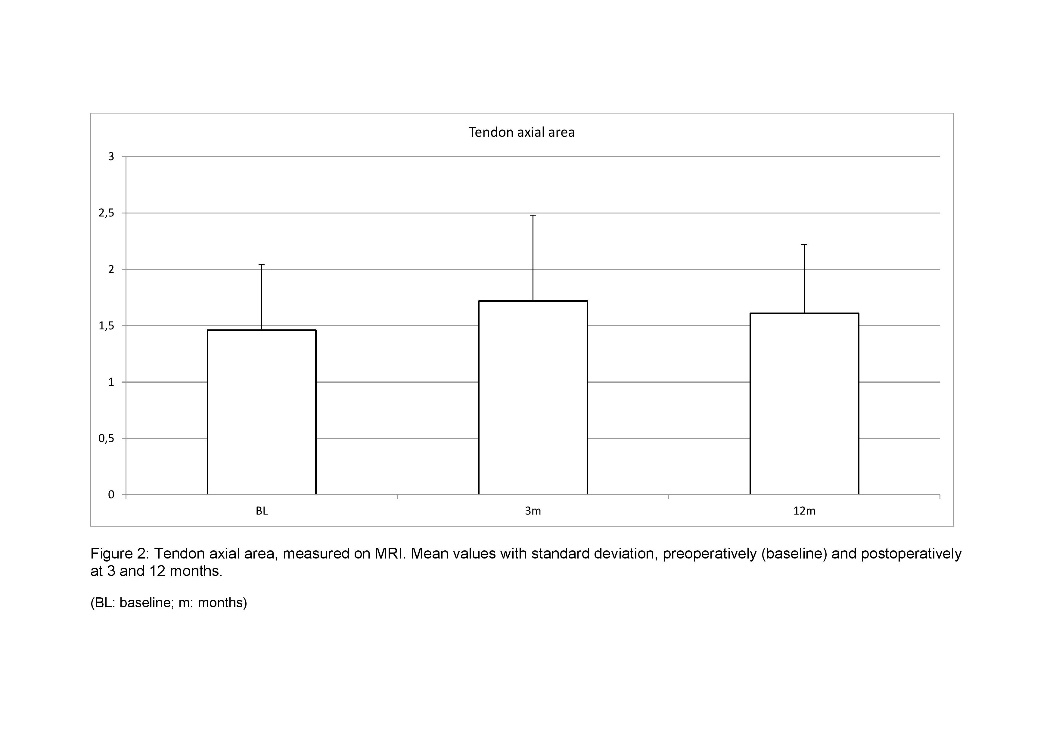 Tendon axial area
3
2,5
2
1,5
1
0,5
0
BL 3m 12m
Figure 2: Tendon axial area, measured on MRI. Mean values with standard deviation, preoperatively (baseline) and postoperatively
at 3 and 12 months.
(BL: baseline; m: months)